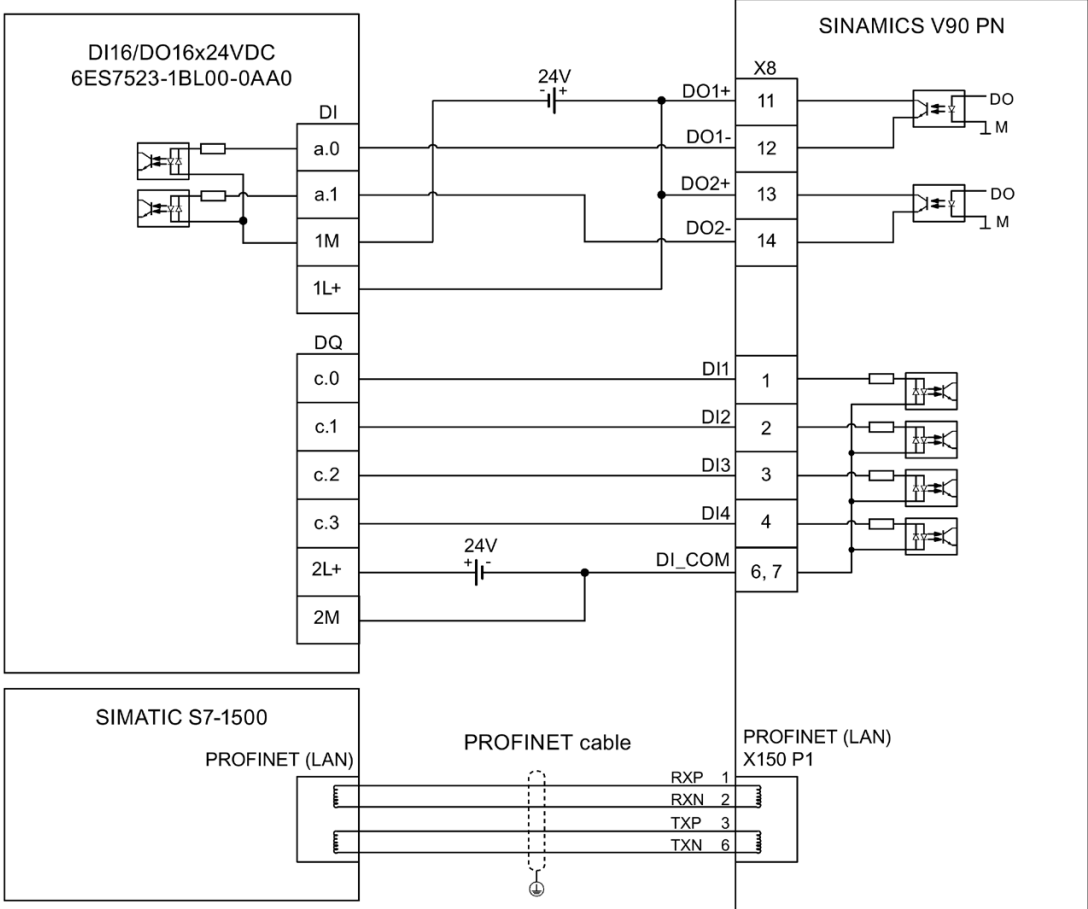 SINAMICS V90 PN
DI16/DO16x24VDC
6ES7523-1BL00-0AA0
DI
a.0
a.1
1M
1L+
DQ
c.0
c.1
c.2
c.3
2L+
2M
24V
- +
24V
+ -
X8
DO1+ 11
DO1- 12
DO2+ 13
DO2- 14
DI1 1
DI2 2
DI3 3
DI4 4
DI_COM 6, 7
DO
M
DO
M
SIMATIC S7-1500
PROFINET (LAN)
PROFINET cable
PROFINET (LAN)
X150 P1
RXP 1
RXN 2
TXP 3
TXN 6